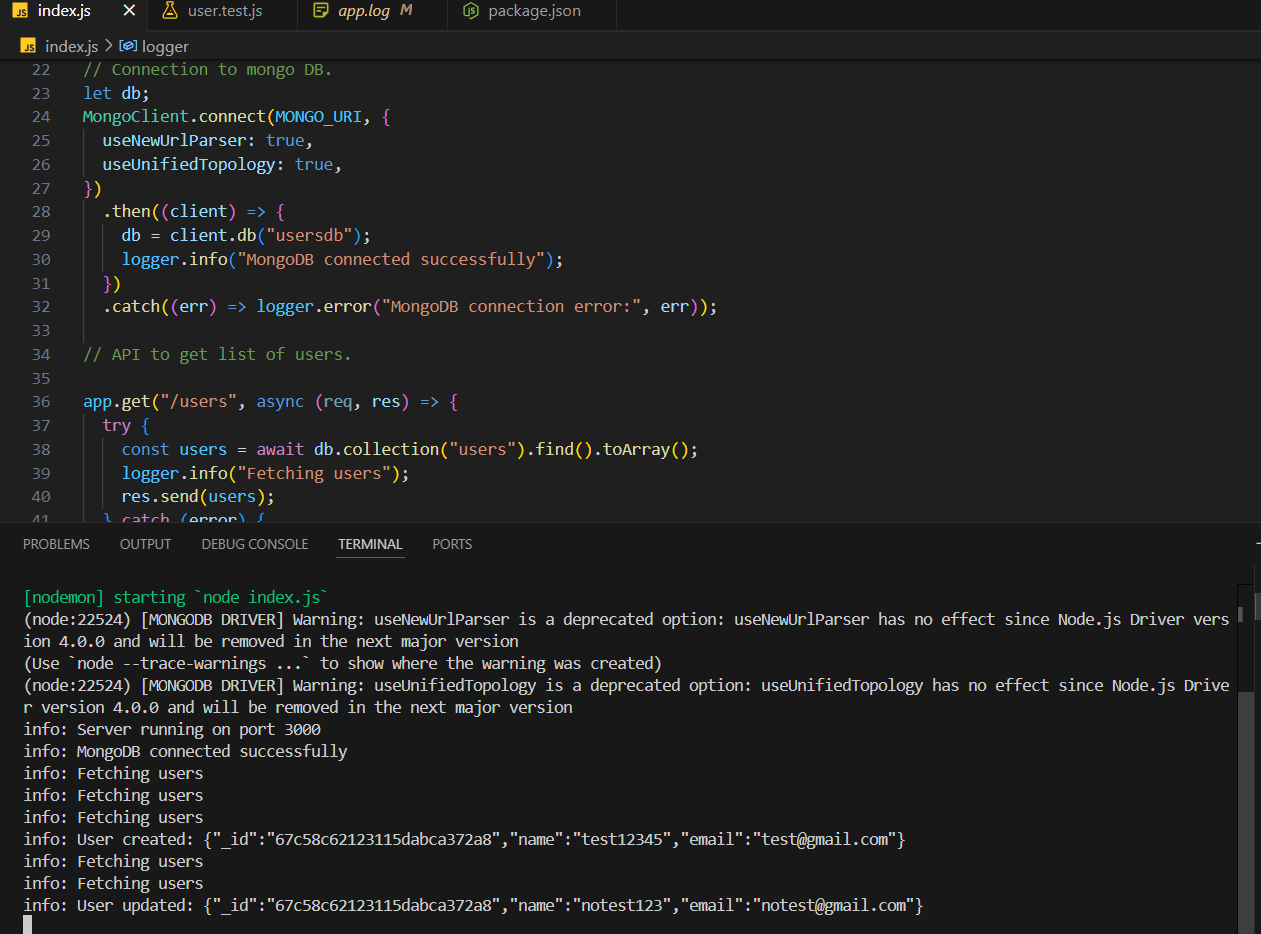 JS index.js × user.test.js app.log M package.json
JS index.js > logger
22 // Connection to mongo DB.
23 let db;
24 MongoClient.connect(MONGO_URI, {
25 useNewUrlParser: true,
26 useUnifiedTopology: true,
27 })
28 .then((client) => {
29 db = client.db("usersdb");
30 logger.info("MongoDB connected successfully");
31 })
32 .catch((err) => logger.error("MongoDB connection error:", err));
33
34 // API to get list of users.
35
36 app.get("/users", async (req, res) => {
37 try {
38 const users = await db.collection("users").find().toArray();
39 logger.info("Fetching users");
40 res.send(users);
41 } catch (error) {
PROBLEMS OUTPUT DEBUG CONSOLE TERMINAL PORTS
[nodemon] starting `node index.js`
(node:22524) [MONGODB DRIVER] Warning: useNewUrlParser is a deprecated option: useNewUrlParser has no effect since Node.js Driver vers
ion 4.0.0 and will be removed in the next major version
(Use `node --trace-warnings ...` to show where the warning was created)
(node:22524) [MONGODB DRIVER] Warning: useUnifiedTopology is a deprecated option: useUnifiedTopology has no effect since Node.js Drive
r version 4.0.0 and will be removed in the next major version
info: Server running on port 3000
info: MongoDB connected successfully
info: Fetching users
info: Fetching users
info: Fetching users
info: User created: {"_id":"67c58c62123115dabca372a8","name":"test12345","email":"test@gmail.com"}
info: Fetching users
info: Fetching users
info: User updated: {"_id":"67c58c62123115dabca372a8","name":"notest123","email":"notest@gmail.com"}